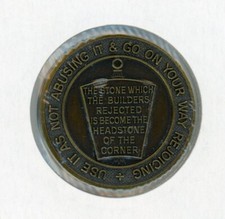 USE IT AS NOT ABUSING IT & GO ON YOUR WAY REJOICING
THE STONE WHICH
THE BUILDERS
REJECTED
IS BECOME THE
HEADSTONE
OF THE
CORNER